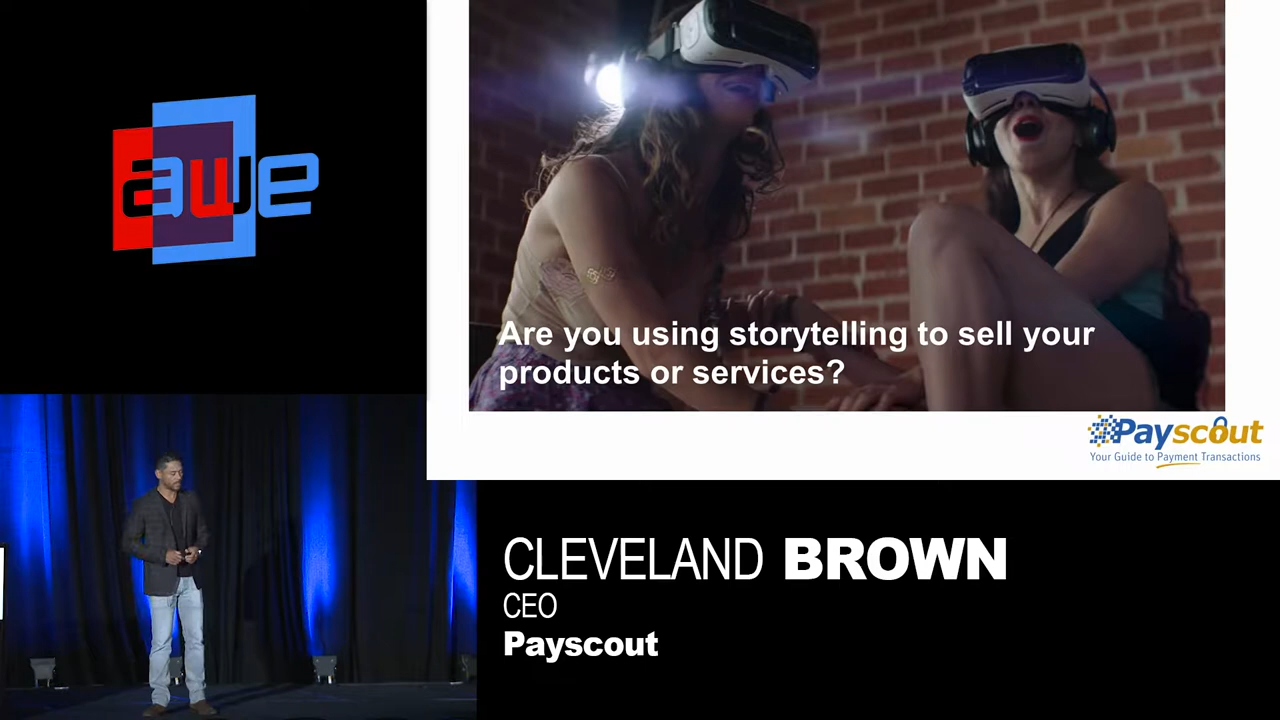 awe
Are you using storytelling to sell your
products or services?
Payscout
Your Guide to Payment Transactions
CLEVELAND BROWN
CEO
Payscout